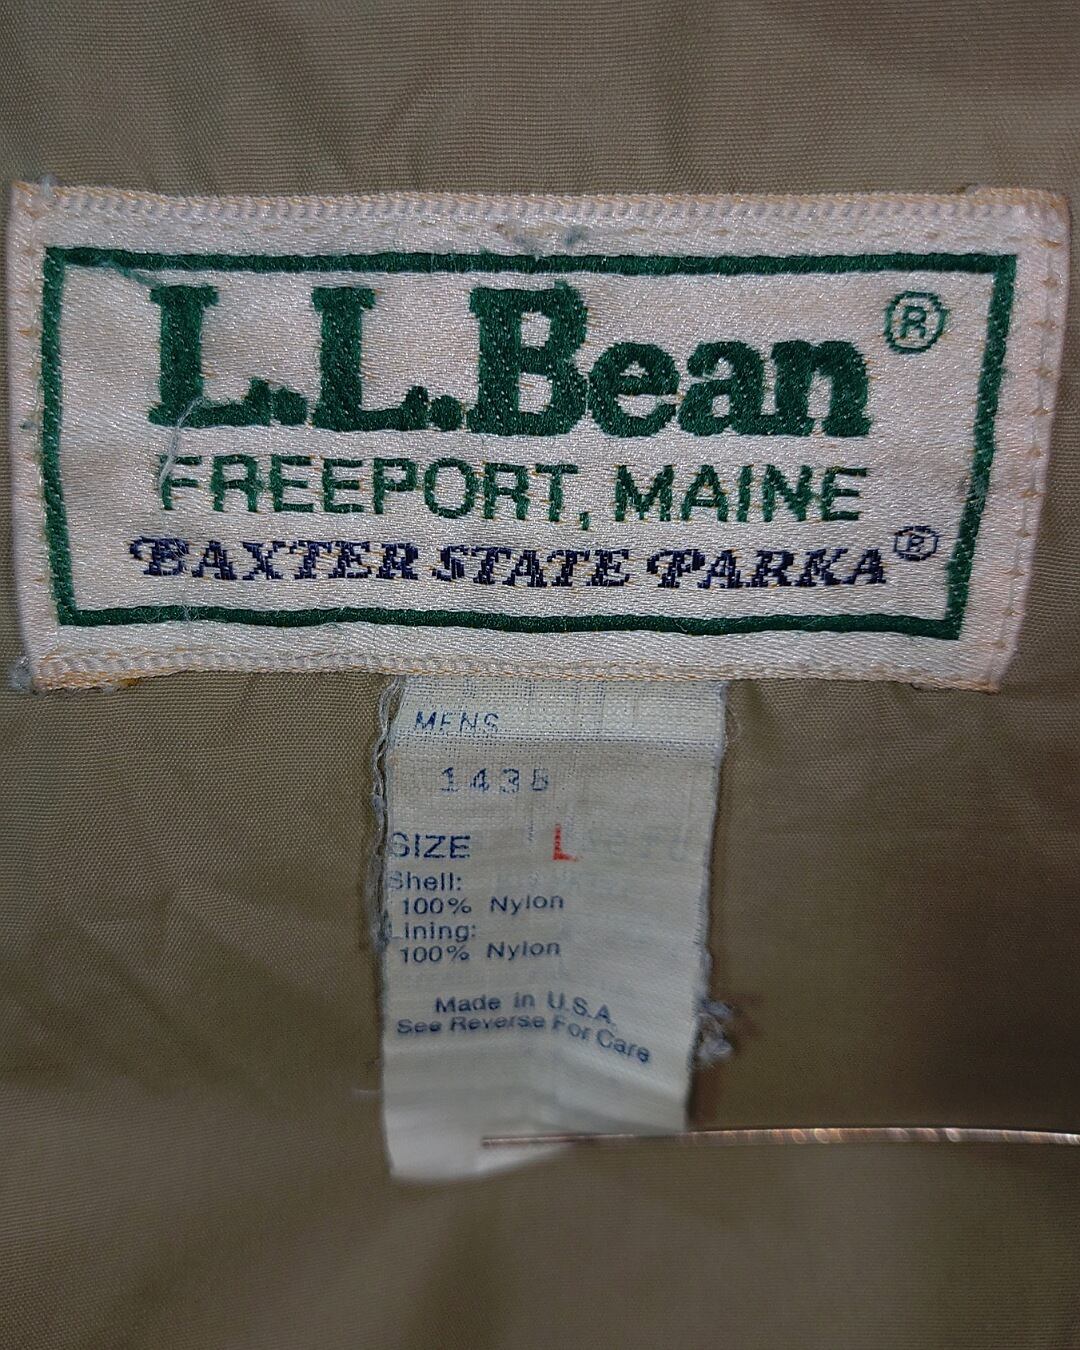 L.L.Bean®
FREEPORT, MAINE
BAXTER STATE PARKA®
MENS
1438
SIZE L
Shell:
100% Nylon
Lining:
100% Nylon
Made in U.S.A.
See Reverse For Care